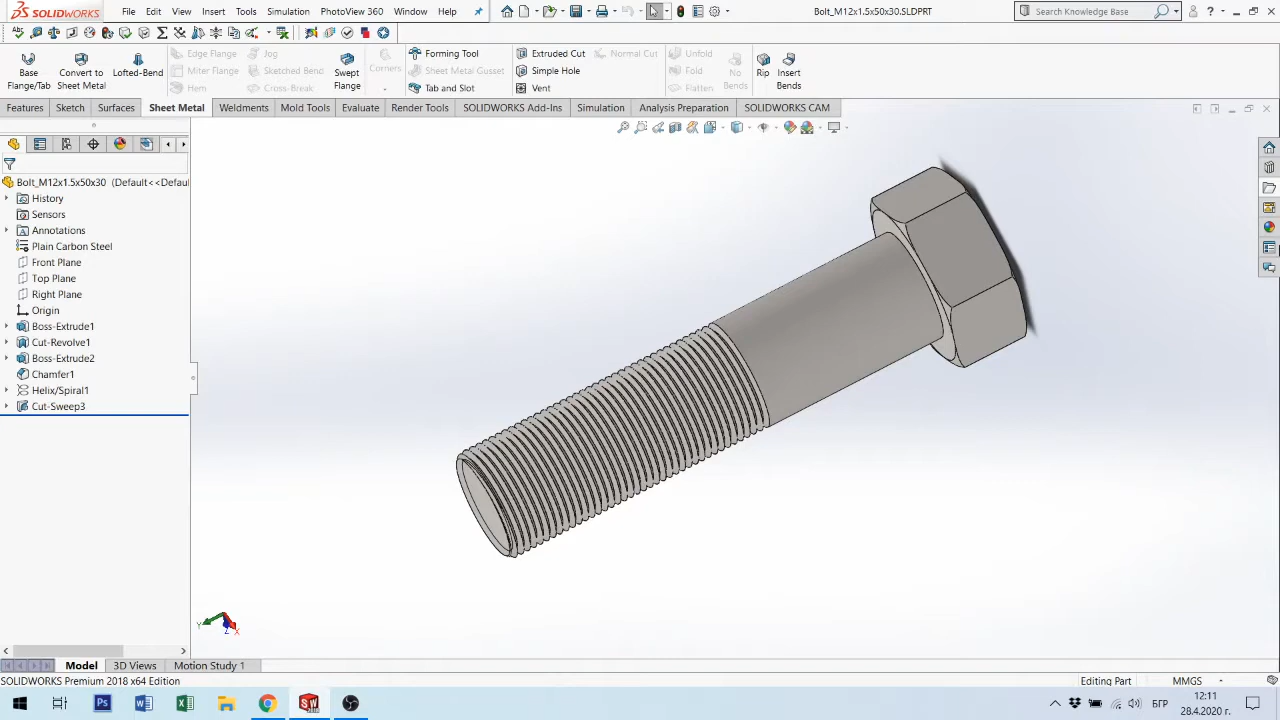 SOLIDWORKS File Edit View Insert Tools Simulation PhotoView 360 Window Help Bolt_M12x1.5x50x30.SLDPRT Search Knowledge Base ?
Base Flange/Tab
Convert to Sheet Metal
Lofted-Bend
Edge Flange
Miter Flange
Hem
Jog
Sketched Bend
Cross-Break
Swept Flange
Corners
Forming Tool
Sheet Metal Gusset
Tab and Slot
Extruded Cut
Simple Hole
Vent
Normal Cut
Unfold
Fold
Flatten
No Bends
Rip
Insert Bends
Features Sketch Surfaces Sheet Metal Weldments Mold Tools Evaluate Render Tools SOLIDWORKS Add-Ins Simulation Analysis Preparation SOLIDWORKS CAM
Bolt_M12x1.5x50x30 (Default<<Defau
History
Sensors
Annotations
Plain Carbon Steel
Front Plane
Top Plane
Right Plane
Origin
Boss-Extrude1
Cut-Revolve1
Boss-Extrude2
Chamfer1
Helix/Spiral1
Cut-Sweep3
Y Z X
Model 3D Views Motion Study 1
SOLIDWORKS Premium 2018 x64 Edition Editing Part MMGS
12:11
БГР
28.4.2020 г.